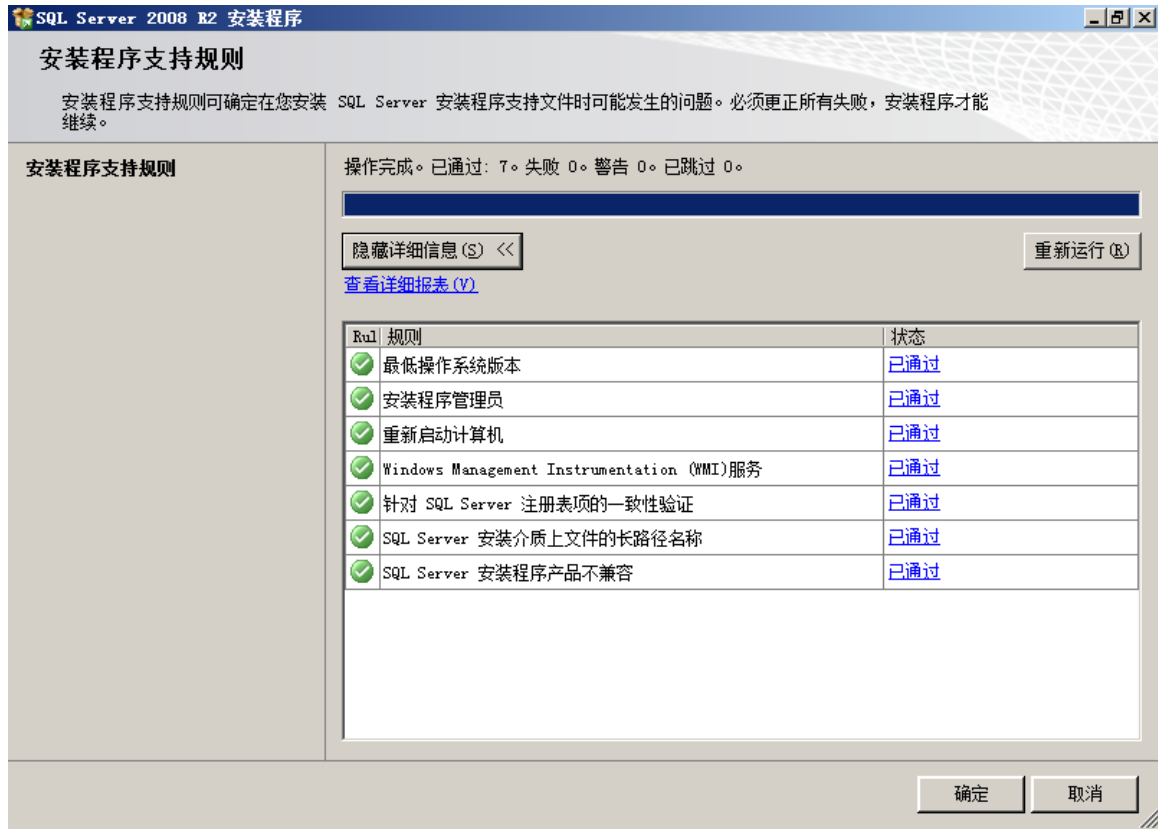 SQL Server 2008 R2 安装程序
安装程序支持规则
安装程序支持规则可确定在您安装 SQL Server 安装程序支持文件时可能发生的问题。必须更正所有失败，安装程序才能
继续。
安装程序支持规则
操作完成。已通过: 7。失败 0。警告 0。已跳过 0。
隐藏详细信息(S) <<
重新运行(R)
查看详细报表(V)
Rul 规则 状态
最低操作系统版本 已通过
安装程序管理员 已通过
重新启动计算机 已通过
Windows Management Instrumentation (WMI)服务 已通过
针对 SQL Server 注册表项的一致性验证 已通过
SQL Server 安装介质上文件的长路径名称 已通过
SQL Server 安装程序产品不兼容 已通过
确定 取消